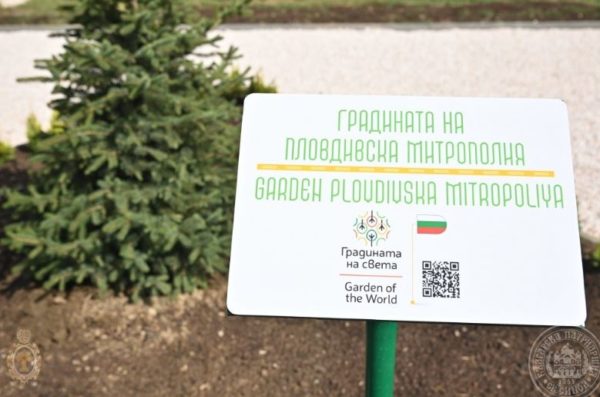 ГРАДИНАТА НА
ПЛОВДИВСКА МИТРОПОЛИЯ
GARDEN PLOVDIVSKA MITROPOLIYA
Градината
на света
Garden of
the World